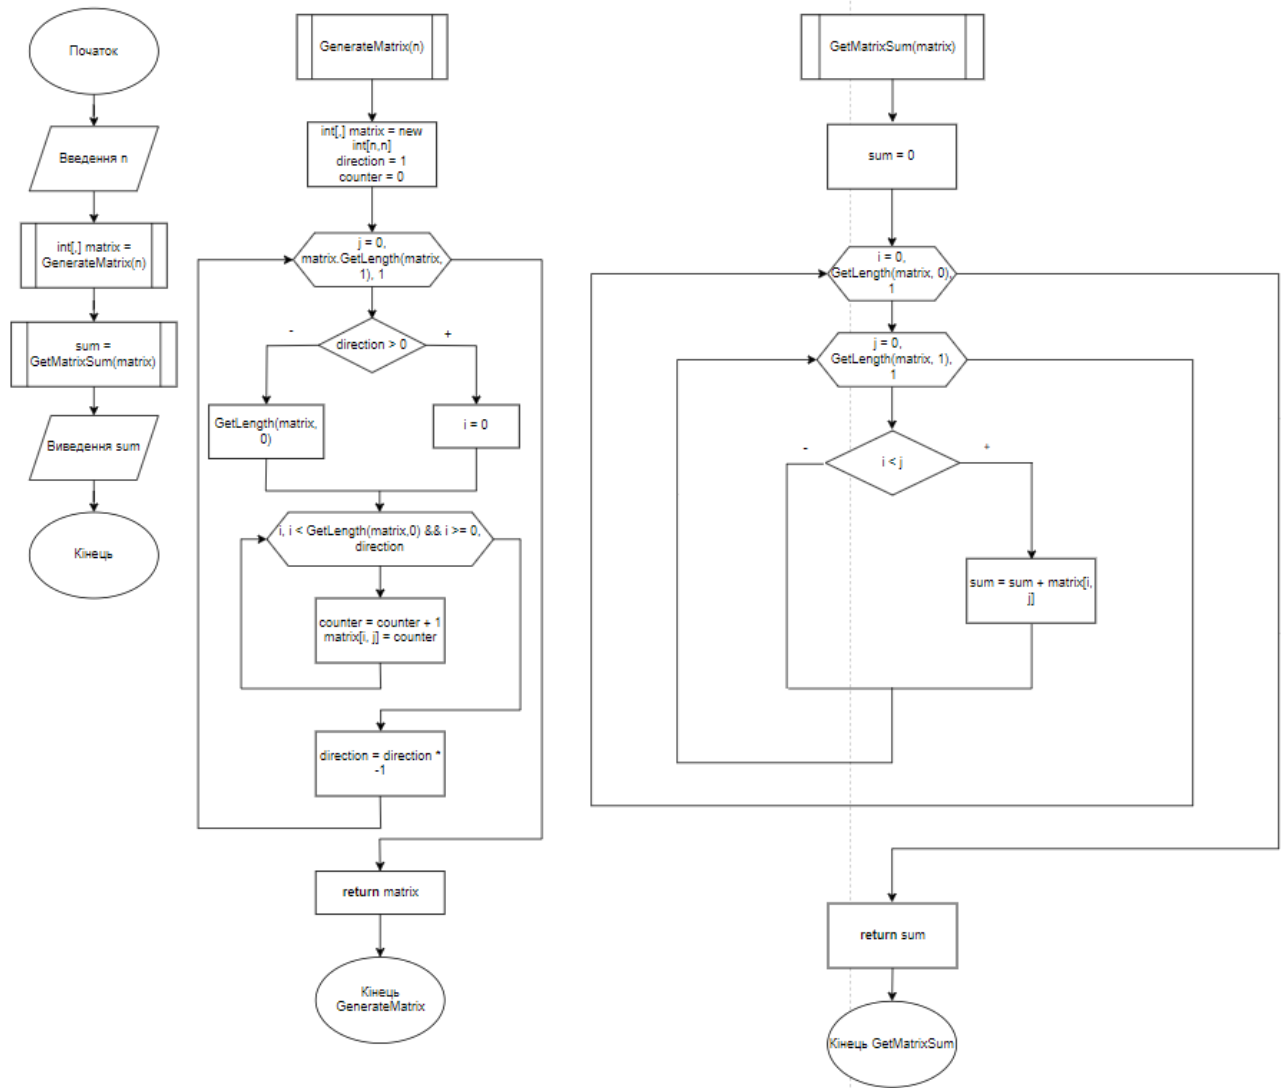 Початок
Введення n
int[,] matrix =
GenerateMatrix(n)
sum =
GetMatrixSum(matrix)
Виведення sum
Кінець
GenerateMatrix(n)
int[,] matrix = new
int[n,n]
direction = 1
counter = 0
j = 0,
matrix.GetLength(matrix,
1), 1
direction > 0
-
+
GetLength(matrix,
0)
i = 0
i, i < GetLength(matrix,0) && i >= 0,
direction
counter = counter + 1
matrix[i, j] = counter
direction = direction *
-1
return matrix
Кінець
GenerateMatrix
GetMatrixSum(matrix)
sum = 0
i = 0,
GetLength(matrix, 0),
1
j = 0,
GetLength(matrix, 1),
1
i < j
-
+
sum = sum + matrix[i,
j]
return sum
Кінець GetMatrixSum